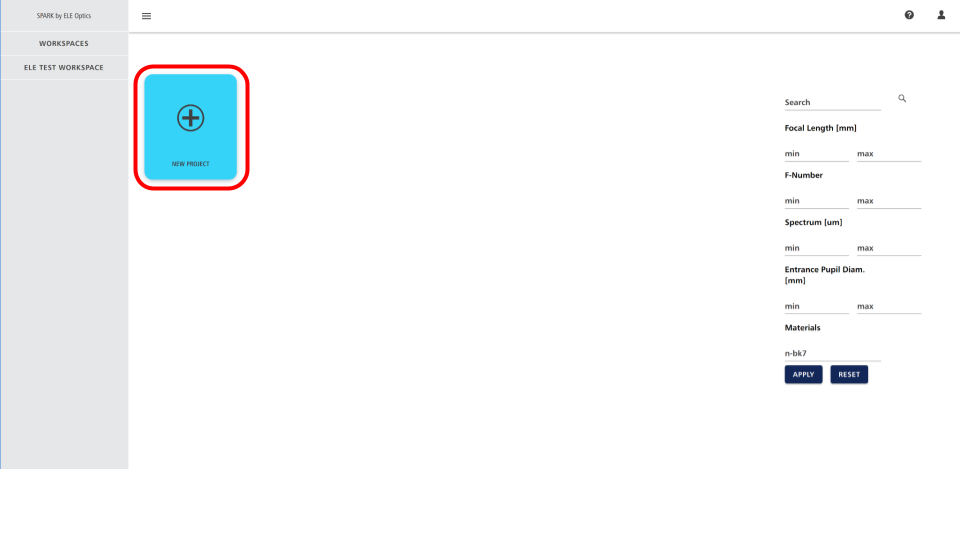 SPARK by ELE Optics
WORKSPACES
ELE TEST WORKSPACE
NEW PROJECT
Search
Focal Length [mm]
min max
F-Number
min max
Spectrum [um]
min max
Entrance Pupil Diam.
[mm]
min max
Materials
n-bk7
APPLY RESET